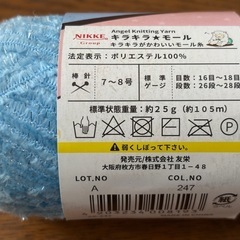 Angel Knitting Yarn
NIKKE Group
キラキラ★モール
キラキラがかわいいモール糸
法定表示：ポリエステル100％
棒針 7～8号
標準ゲージ
目数：16目～18目
段数：26段～28段
標準状態重量：約25g（約105m）
弱くしぼって下さい。
発売元/株式会社 友栄
大阪府枚方市春日野1丁目1－48
LOT.NO COL.NO
A 247